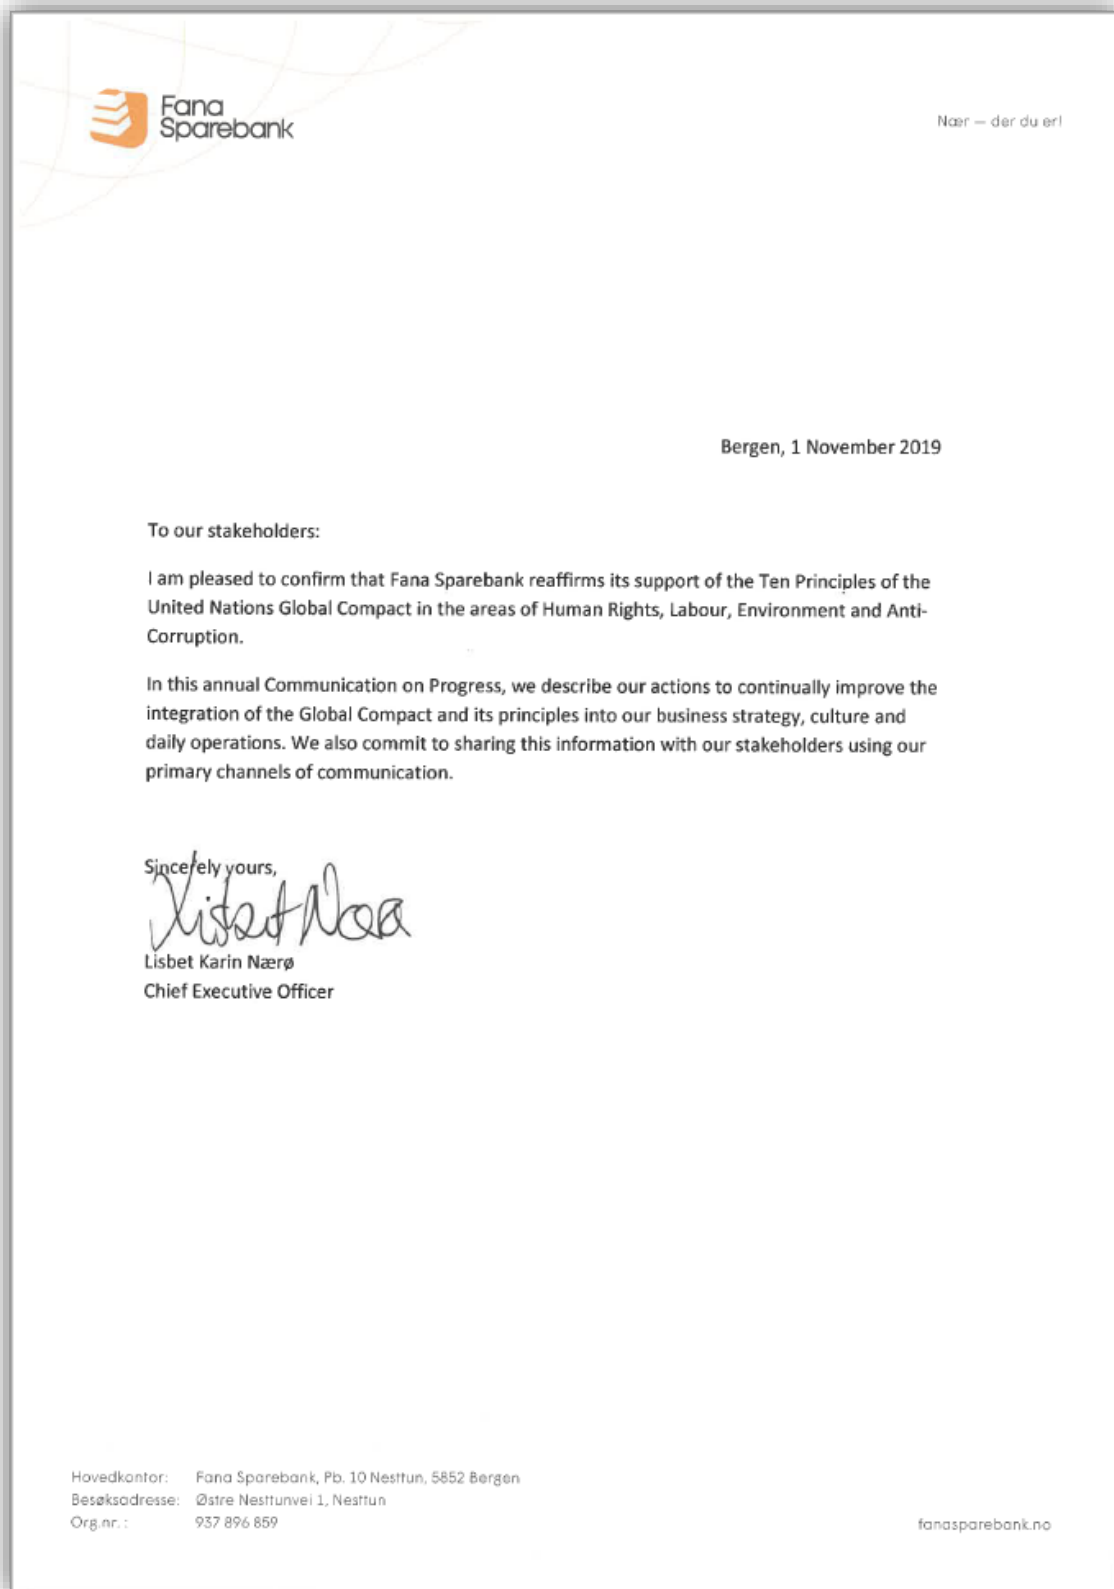 Fana
Sparebank
Nær – der du er!
Bergen, 1 November 2019
To our stakeholders:
I am pleased to confirm that Fana Sparebank reaffirms its support of the Ten Principles of the
United Nations Global Compact in the areas of Human Rights, Labour, Environment and Anti-
Corruption.
In this annual Communication on Progress, we describe our actions to continually improve the
integration of the Global Compact and its principles into our business strategy, culture and
daily operations. We also commit to sharing this information with our stakeholders using our
primary channels of communication.
Sincerely yours,
Lisbet Karin Nærø
Chief Executive Officer
Hovedkontor: Fana Sparebank, Pb. 10 Nesttun, 5852 Bergen
Besøksadresse: Østre Nesttunvei 1, Nesttun
Org.nr.: 937 896 859
fanasparebank.no